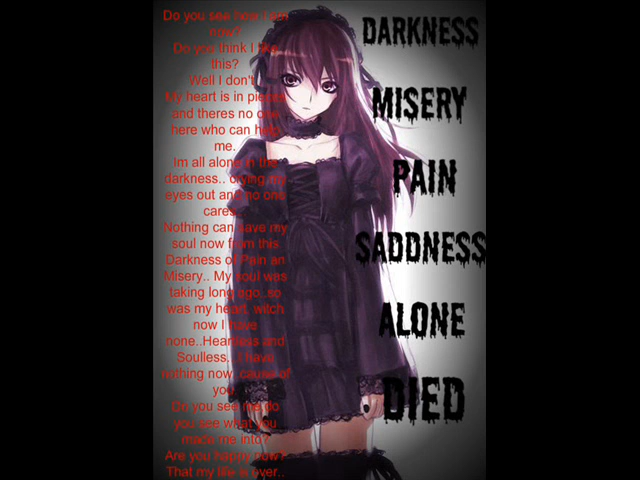 Do you see how I am
now?
Do you think I like
this?
Well I don't
My heart is in pieces
and theres no one
here who can help
me.
Im all alone in the
darkness.. crying my
eyes out and no one
cares
Nothing can save my
soul now from this
Darkness of Pain an
Misery.. My soul was
taking long ago..so
was my heart, witch
now I have
none..Heartless and
Soulless.. I have
nothing now, cause of
you
Do you see me do
you see what you
made me into?
Are you happy now?
That my life is over..
DARKNESS
MISERY
PAIN
SADDNESS
ALONE
DIED